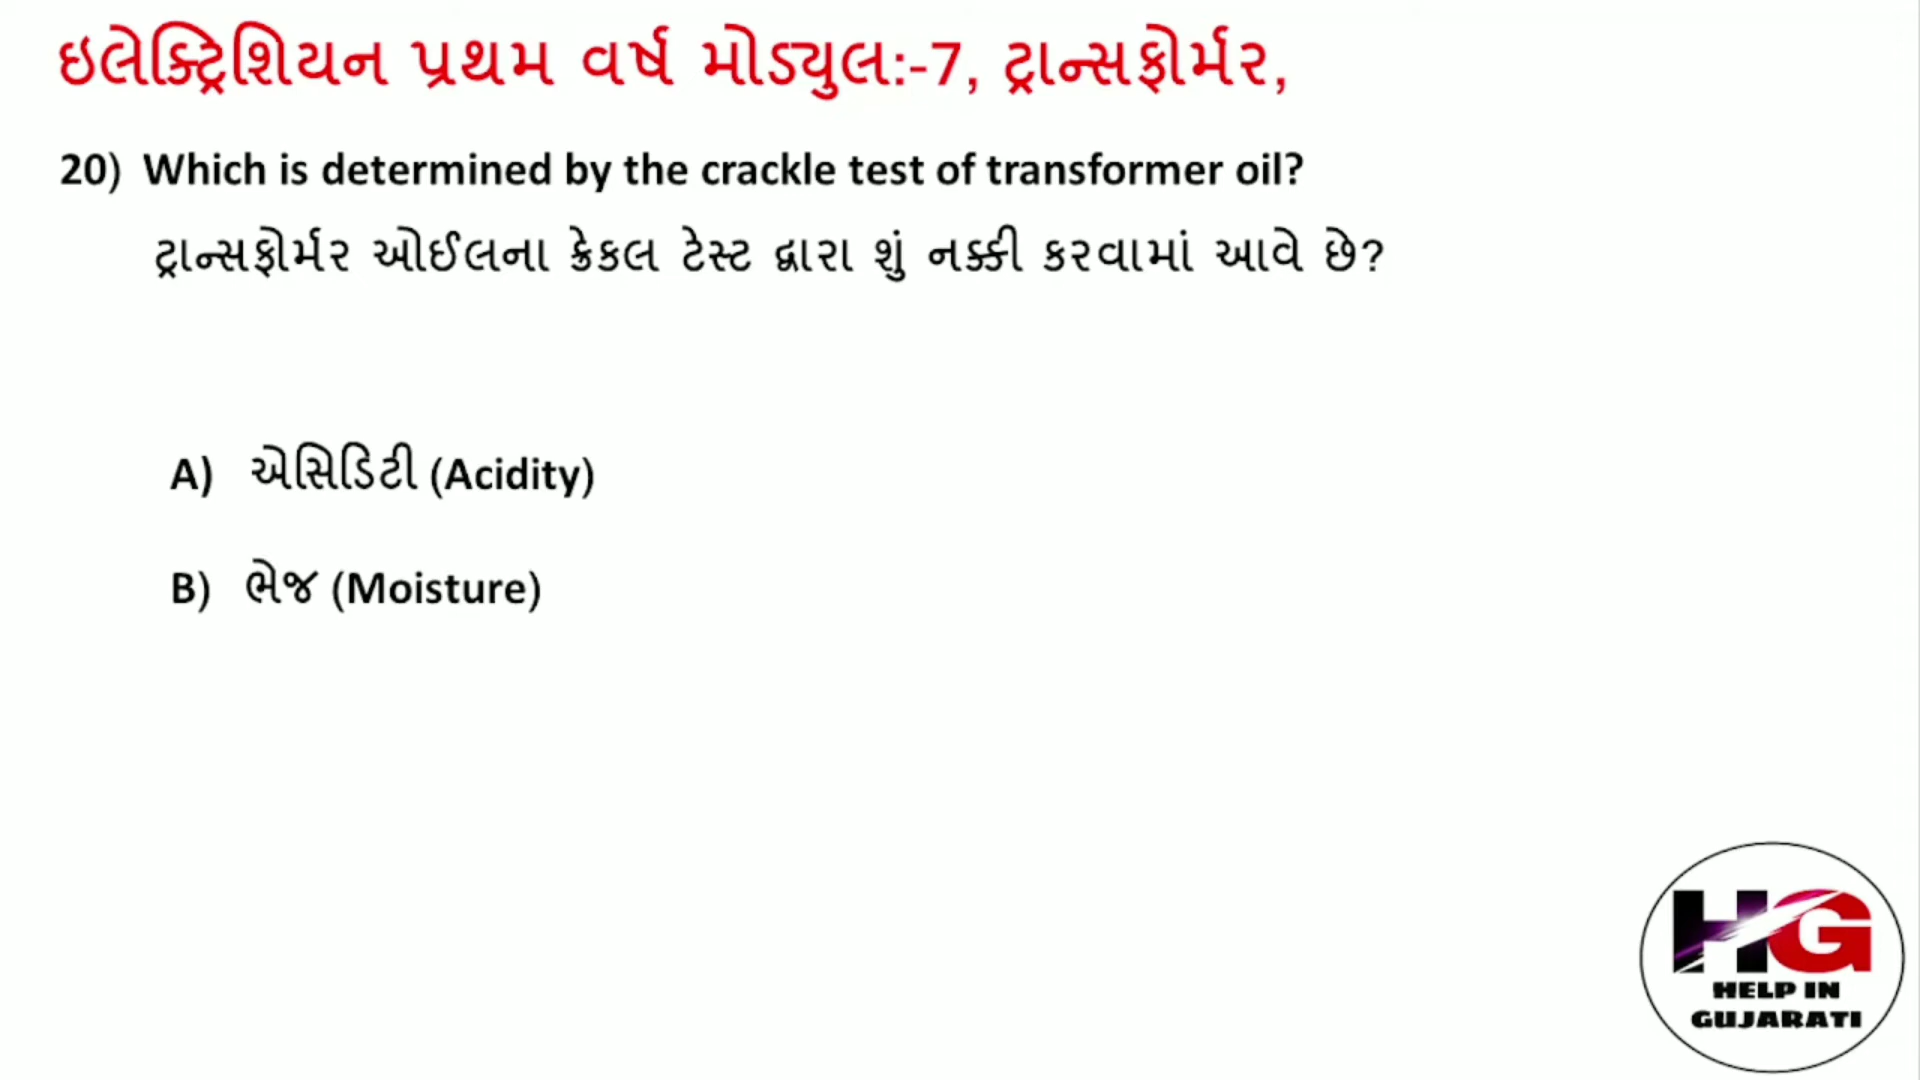 ઇલેક્ટ્રિશિયન પ્રથમ વર્ષ મોડ્યુલ:-7, ટ્રાન્સફોર્મર,
20) Which is determined by the crackle test of transformer oil?
ટ્રાન્સફોર્મર ઓઈલના ક્રેકલ ટેસ્ટ દ્વારા શું નક્કી કરવામાં આવે છે?
A) એસિડિટી (Acidity)
B) ભેજ (Moisture)
HG
HELP IN
GUJARATI